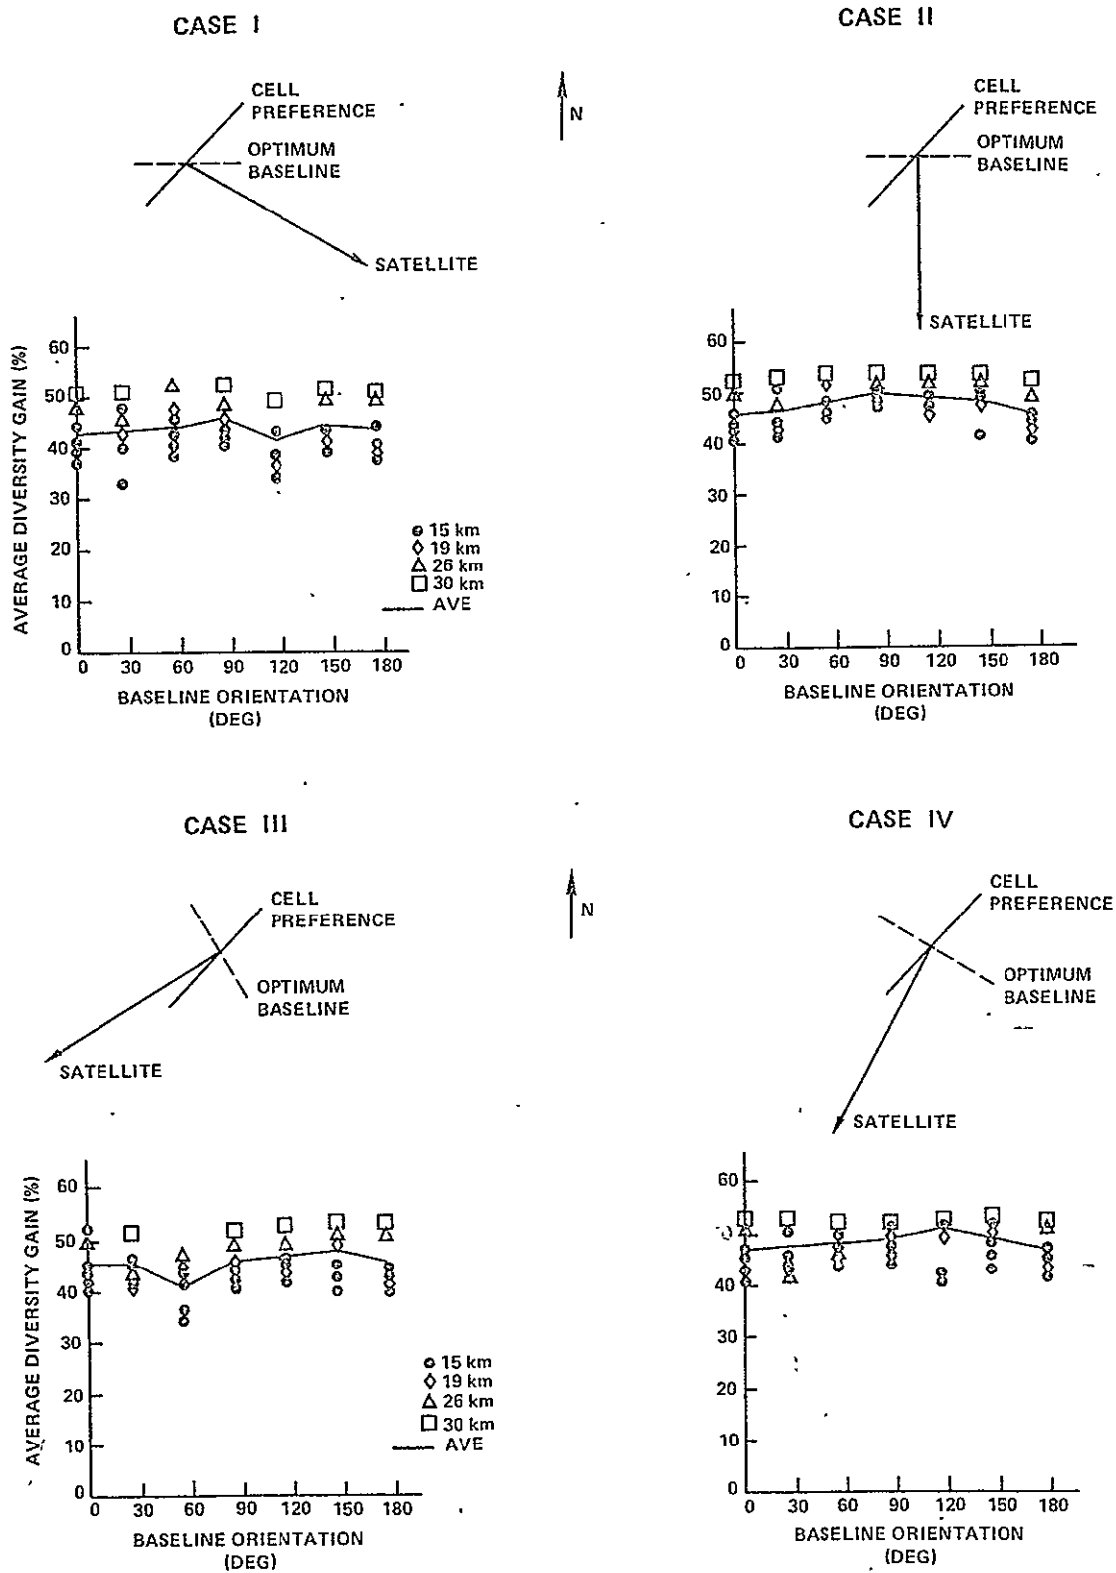 CASE I
CELL
PREFERENCE
OPTIMUM
BASELINE
SATELLITE
N
CASE II
CELL
PREFERENCE
OPTIMUM
BASELINE
SATELLITE
AVERAGE DIVERSITY GAIN (%)
60
50
40
30
20
10
0
15 km
19 km
26 km
30 km
AVE
0 30 60 90 120 150 180
BASELINE ORIENTATION
(DEG)
60
50
40
30
20
10
0
0 30 60 90 120 150 180
BASELINE ORIENTATION
(DEG)
CASE III
CELL
PREFERENCE
OPTIMUM
BASELINE
SATELLITE
N
CASE IV
CELL
PREFERENCE
OPTIMUM
BASELINE
SATELLITE
AVERAGE DIVERSITY GAIN (%)
60
50
40
30
20
10
0
15 km
19 km
26 km
30 km
AVE
0 30 60 90 120 150 180
BASELINE ORIENTATION
(DEG)
60
40
30
20
10
0
0 30 60 90 120 150 180
BASELINE ORIENTATION
(DEG)